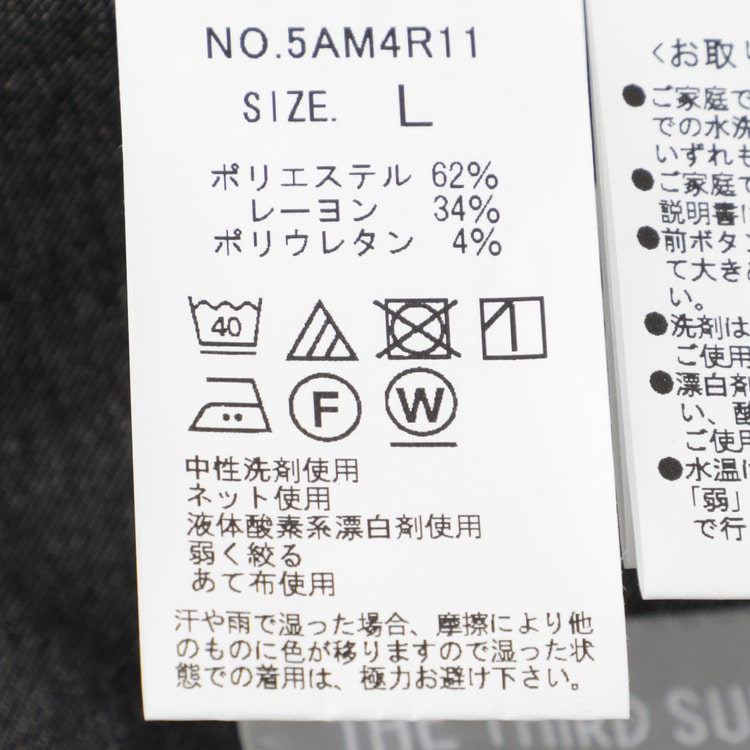 NO.5AM4R11
SIZE. L
ポリエステル 62%
レーヨン 34%
ポリウレタン 4%
40
F
W
中性洗剤使用
ネット使用
液体酸素系漂白剤使用
弱く絞る
あて布使用
汗や雨で湿った場合、摩擦により他
のものに色が移りますので湿った状
態での着用は、極力お避け下さい。
〈お取り
●ご家庭で
での水洗
いずれも
●ご家庭で
説明書に
●前ボタン
て大きめ
い。
●洗剤は
ご使用
●漂白剤
い、酸
ご使用
●水温は
「弱」
で行
THE THIRD SU